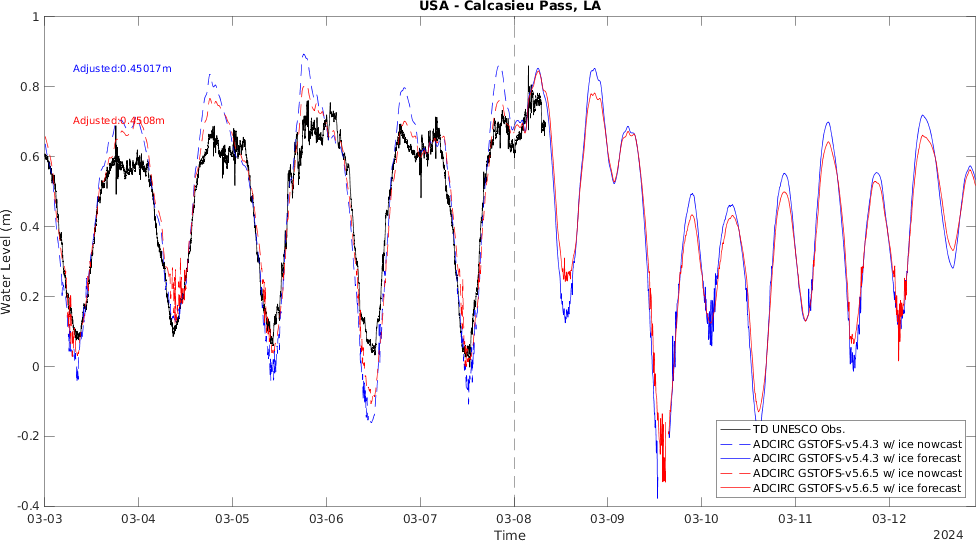 USA - Calcasieu Pass, LA
1
0.8
0.6
0.4
0.2
0
-0.2
-0.4
Water Level (m)
Adjusted:0.45017m
Adjusted:0.4508m
TD UNESCO Obs.
ADCIRC GSTOFS-v5.4.3 w/ ice nowcast
ADCIRC GSTOFS-v5.4.3 w/ ice forecast
ADCIRC GSTOFS-v5.6.5 w/ ice nowcast
ADCIRC GSTOFS-v5.6.5 w/ ice forecast
03-03 03-04 03-05 03-06 03-07 03-08 03-09 03-10 03-11 03-12
Time
2024